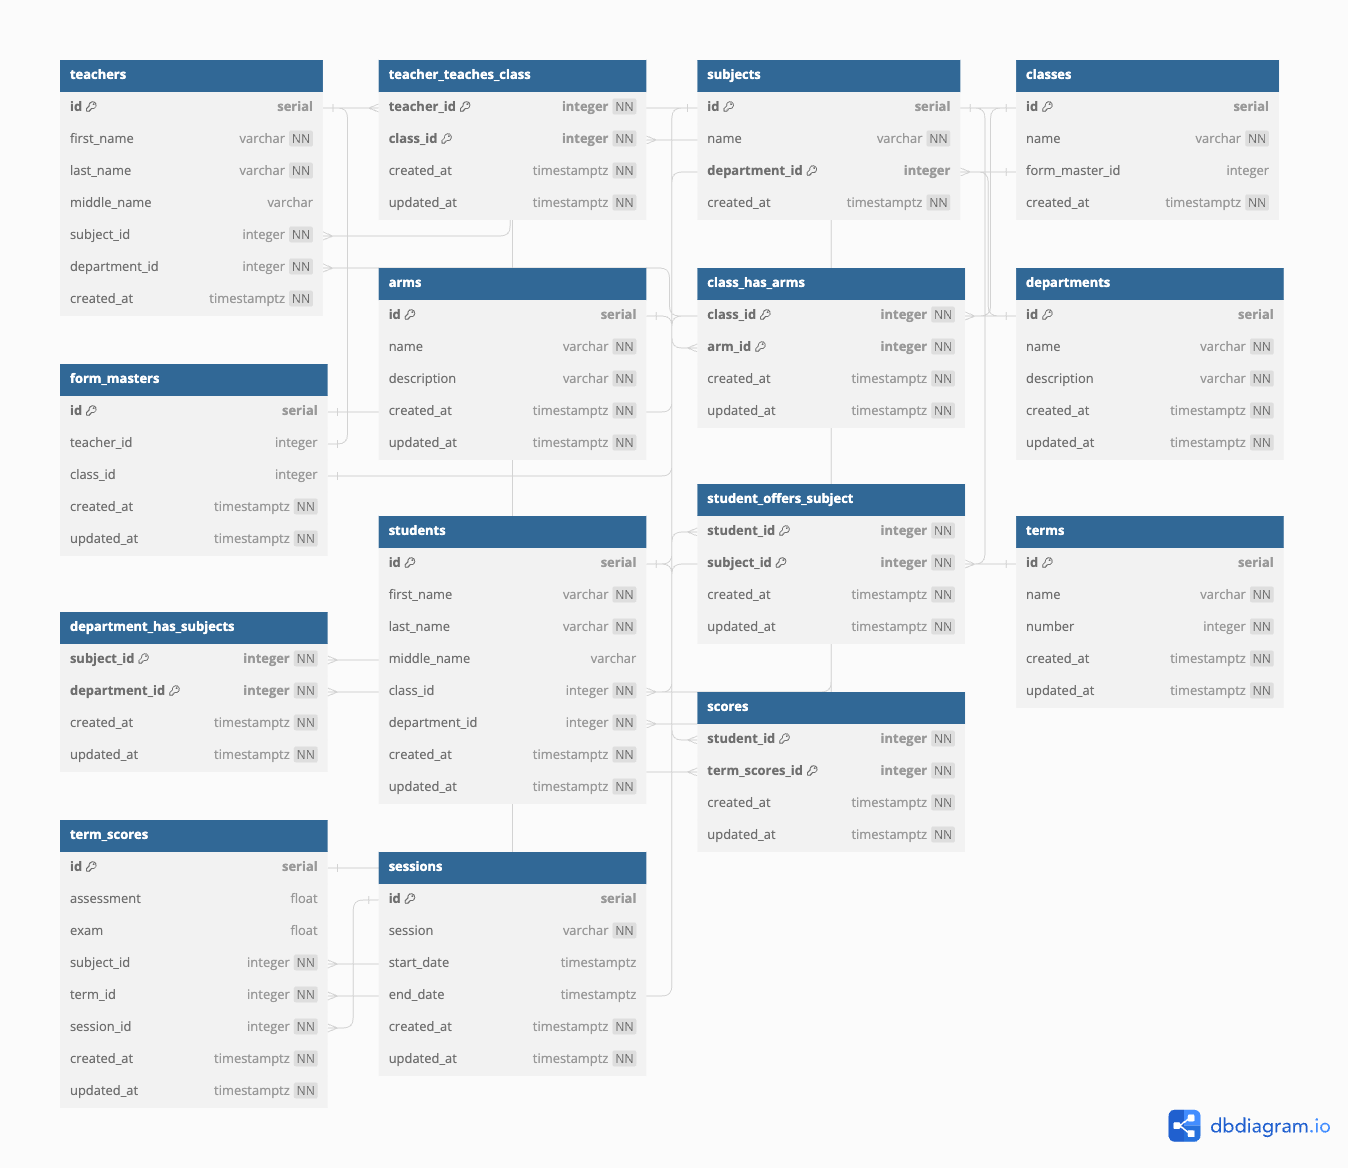 teachers
id serial
first_name varchar NN
last_name varchar NN
middle_name varchar
subject_id integer NN
department_id integer NN
created_at timestamptz NN
teacher_teaches_class
teacher_id integer NN
class_id integer NN
created_at timestamptz NN
updated_at timestamptz NN
subjects
id serial
name varchar NN
department_id integer
created_at timestamptz NN
classes
id serial
name varchar NN
form_master_id integer
created_at timestamptz NN
arms
id serial
name varchar NN
description varchar NN
created_at timestamptz NN
updated_at timestamptz NN
class_has_arms
class_id integer NN
arm_id integer NN
created_at timestamptz NN
updated_at timestamptz NN
departments
id serial
name varchar NN
description varchar NN
created_at timestamptz NN
updated_at timestamptz NN
form_masters
id serial
teacher_id integer
class_id integer
created_at timestamptz NN
updated_at timestamptz NN
students
id serial
first_name varchar NN
last_name varchar NN
middle_name varchar
class_id integer NN
department_id integer NN
created_at timestamptz NN
updated_at timestamptz NN
student_offers_subject
student_id integer NN
subject_id integer NN
created_at timestamptz NN
updated_at timestamptz NN
terms
id serial
name varchar NN
number integer NN
created_at timestamptz NN
updated_at timestamptz NN
department_has_subjects
subject_id integer NN
department_id integer NN
created_at timestamptz NN
updated_at timestamptz NN
scores
student_id integer NN
term_scores_id integer NN
created_at timestamptz NN
updated_at timestamptz NN
term_scores
id serial
assessment float
exam float
subject_id integer NN
term_id integer NN
session_id integer NN
created_at timestamptz NN
updated_at timestamptz NN
sessions
id serial
session varchar NN
start_date timestamptz
end_date timestamptz
created_at timestamptz NN
updated_at timestamptz NN
dbdiagram.io